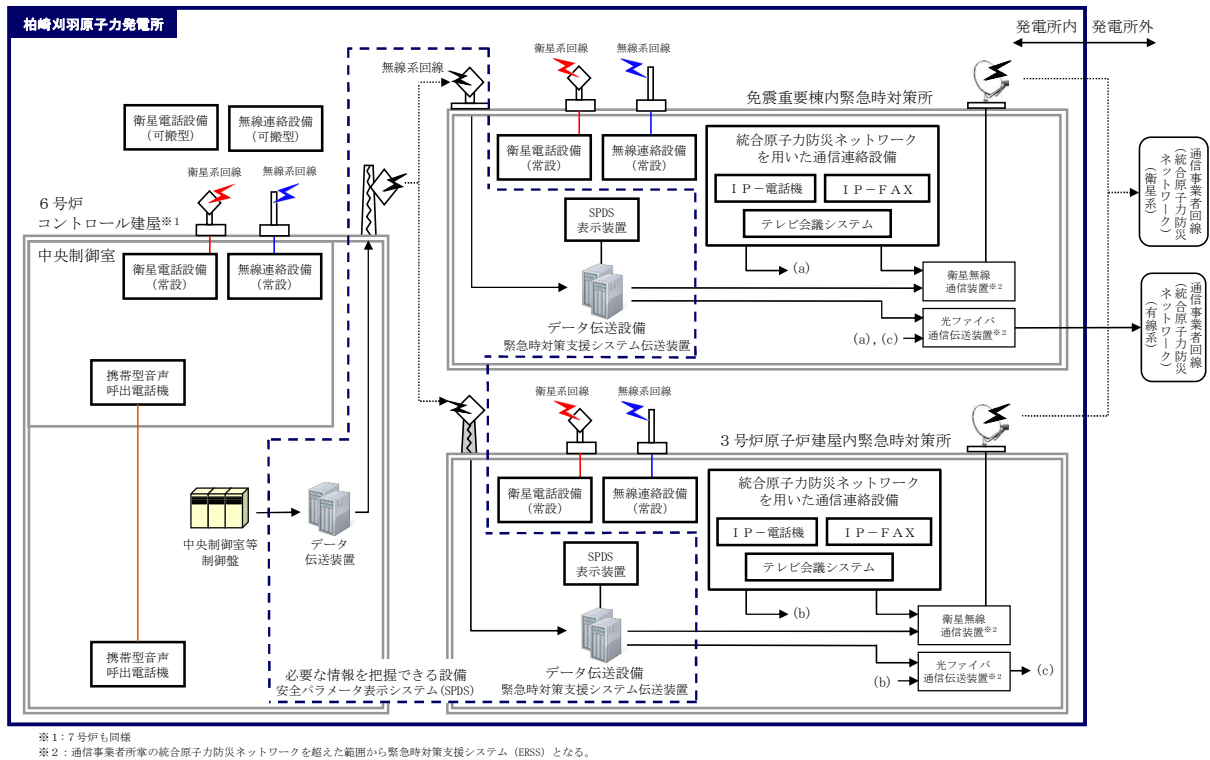 柏崎刈羽原子力発電所
発電所内
発電所外
無線系回線
衛星系回線
無線系回線
免震重要棟内緊急時対策所
衛星電話設備
(可搬型)
無線連絡設備
(可搬型)
衛星系回線
無線系回線
6号炉
コントロール建屋※1
中央制御室
衛星電話設備
(常設)
無線連絡設備
(常設)
携帯型音声
呼出電話機
中央制御室等
制御盤
データ
伝送装置
携帯型音声
呼出電話機
必要な情報を把握できる設備
安全パラメータ表示システム(SPDS)
衛星電話設備
(常設)
無線連絡設備
(常設)
統合原子力防災ネットワーク
を用いた通信連絡設備
IP-電話機
IP-FAX
テレビ会議システム
SPDS
表示装置
(a)
衛星無線
通信装置※2
データ伝送設備
緊急時対策支援システム伝送装置
光ファイバ
通信伝送装置※2
(a),(c)
通信事業者回線
(統合原子力防災
ネットワーク)
(衛星系)
通信事業者回線
(統合原子力防災
ネットワーク)
(有線系)
衛星系回線
無線系回線
3号炉原子炉建屋内緊急時対策所
衛星電話設備
(常設)
無線連絡設備
(常設)
統合原子力防災ネットワーク
を用いた通信連絡設備
IP-電話機
IP-FAX
テレビ会議システム
SPDS
表示装置
(b)
衛星無線
通信装置※2
データ伝送設備
緊急時対策支援システム伝送装置
光ファイバ
通信伝送装置※2
(b)
(c)
※1:7号炉も同様
※2:通信事業者所掌の統合原子力防災ネットワークを超えた範囲から緊急時対策支援システム(ERSS)となる。